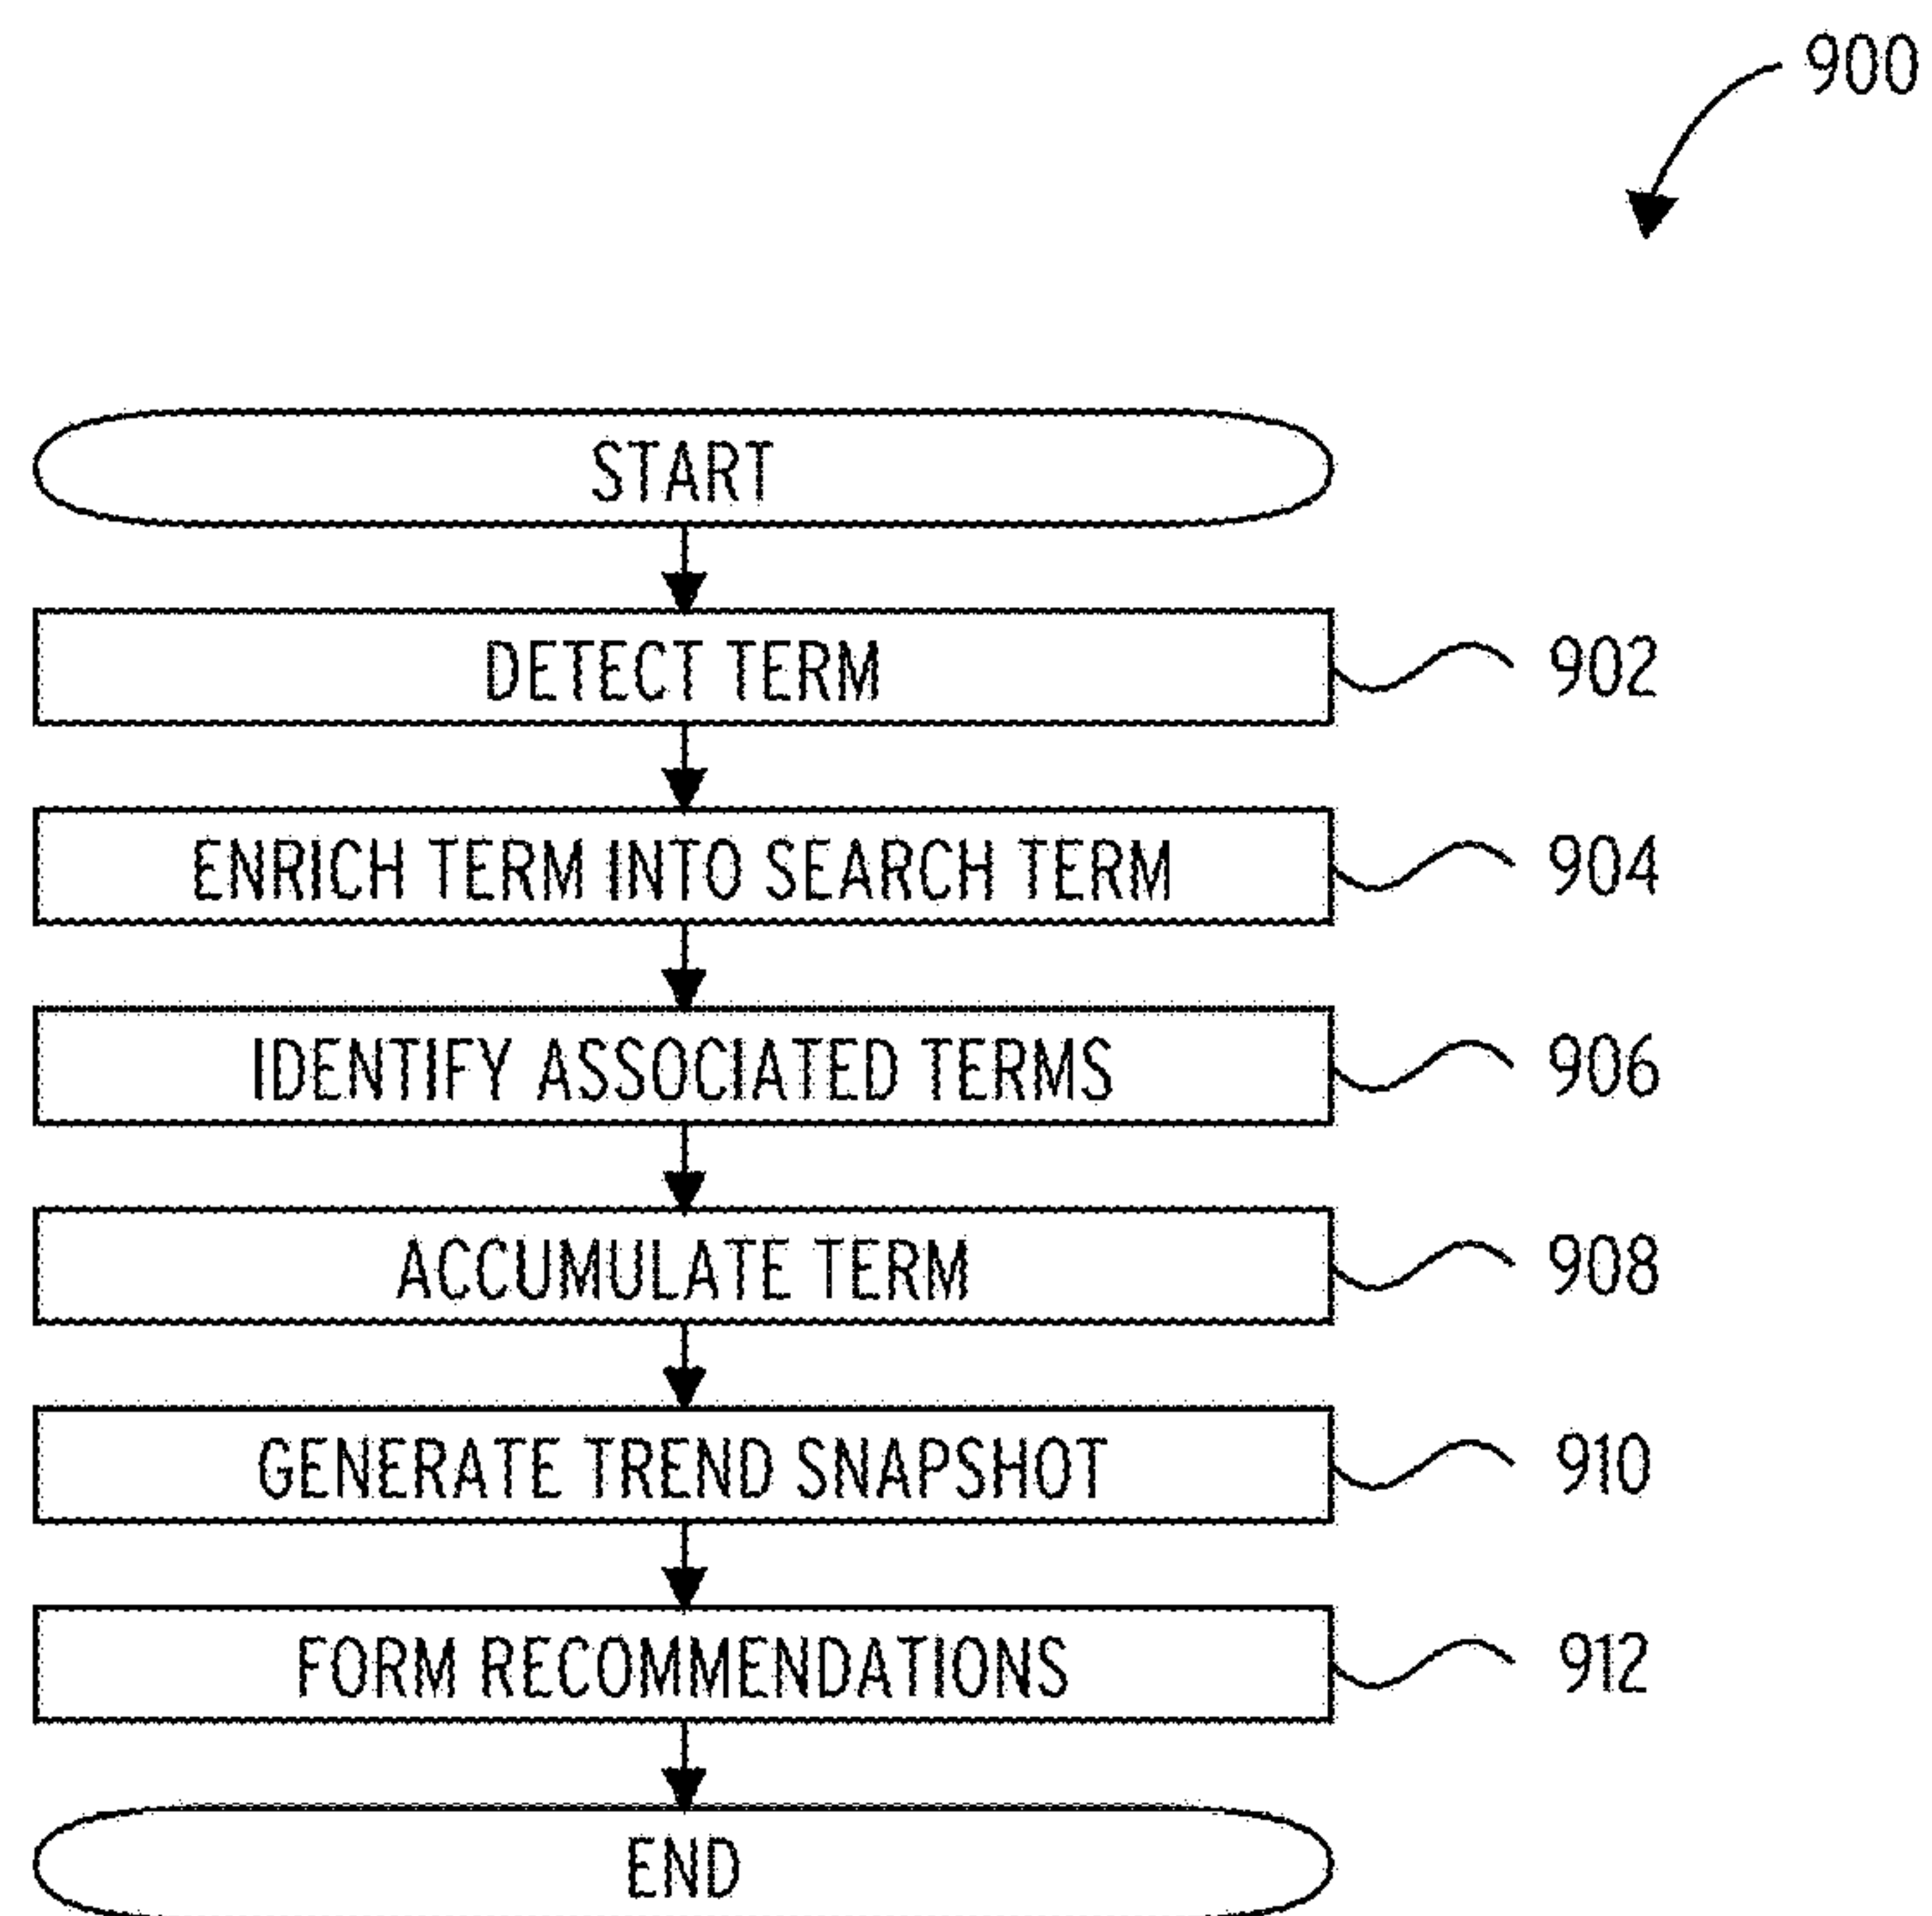 900
START
DETECT TERM 902
ENRICH TERM INTO SEARCH TERM 904
IDENTIFY ASSOCIATED TERMS 906
ACCUMULATE TERM 908
GENERATE TREND SNAPSHOT 910
FORM RECOMMENDATIONS 912
END